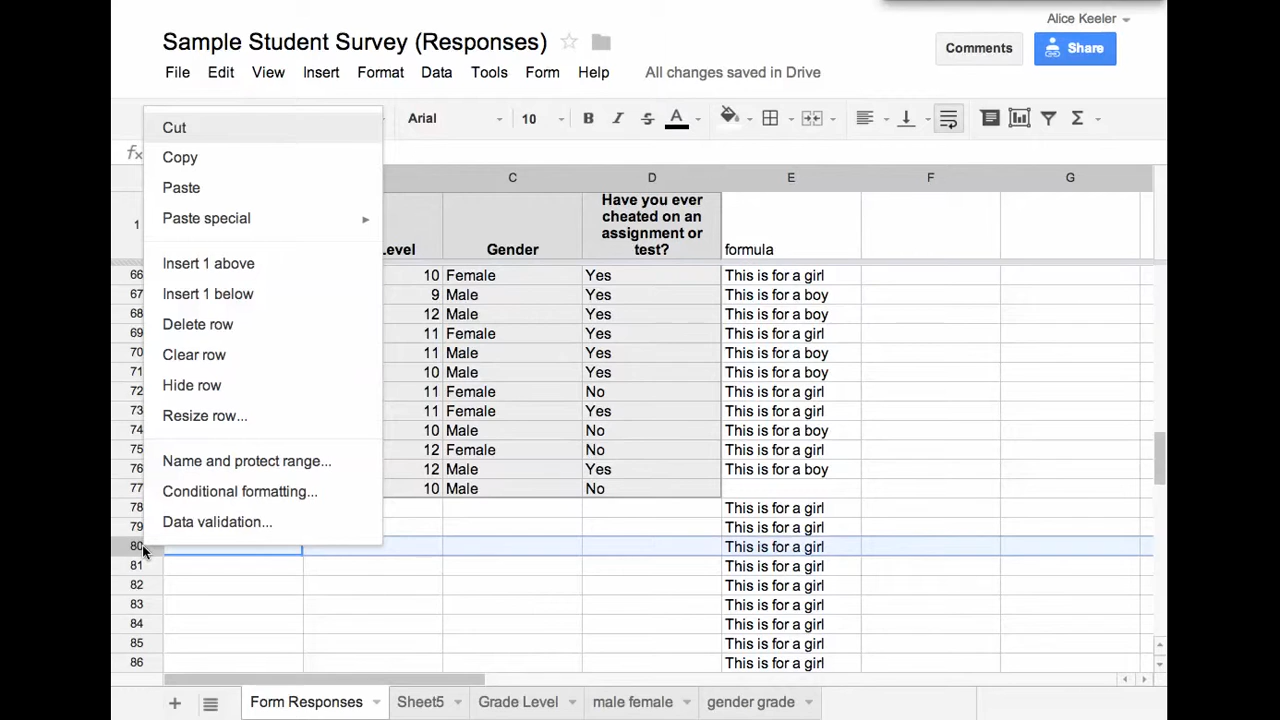 Alice Keeler
Sample Student Survey (Responses)
Comments
Share
File Edit View Insert Format Data Tools Form Help All changes saved in Drive
Arial 10 B I S A Σ
fx
Cut
Copy
Paste
Paste special
Insert 1 above
Insert 1 below
Delete row
Clear row
Hide row
Resize row...
Name and protect range...
Conditional formatting...
Data validation...
C D E F G
1 Level Gender Have you ever
cheated on an
assignment or
test? formula
66 10 Female Yes This is for a girl
67 9 Male Yes This is for a boy
68 12 Male Yes This is for a boy
69 11 Female Yes This is for a girl
70 11 Male Yes This is for a boy
71 10 Male Yes This is for a boy
72 11 Female No This is for a girl
73 11 Female Yes This is for a girl
74 10 Male No This is for a boy
75 12 Female No This is for a girl
76 12 Male Yes This is for a boy
77 10 Male No
78 This is for a girl
79 This is for a girl
80 This is for a girl
81 This is for a girl
82 This is for a girl
83 This is for a girl
84 This is for a girl
85 This is for a girl
86 This is for a girl
Form Responses Sheet5 Grade Level male female gender grade